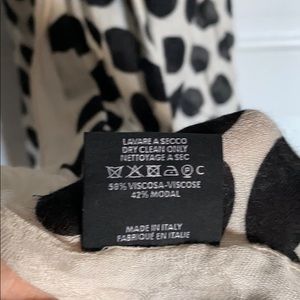 LAVARE A SECCO
DRY CLEAN ONLY
NETTOYAGE A SEC
58% VISCOSA-VISCOSE
42% MODAL
MADE IN ITALY
FABRIQUÉ EN ITALIE